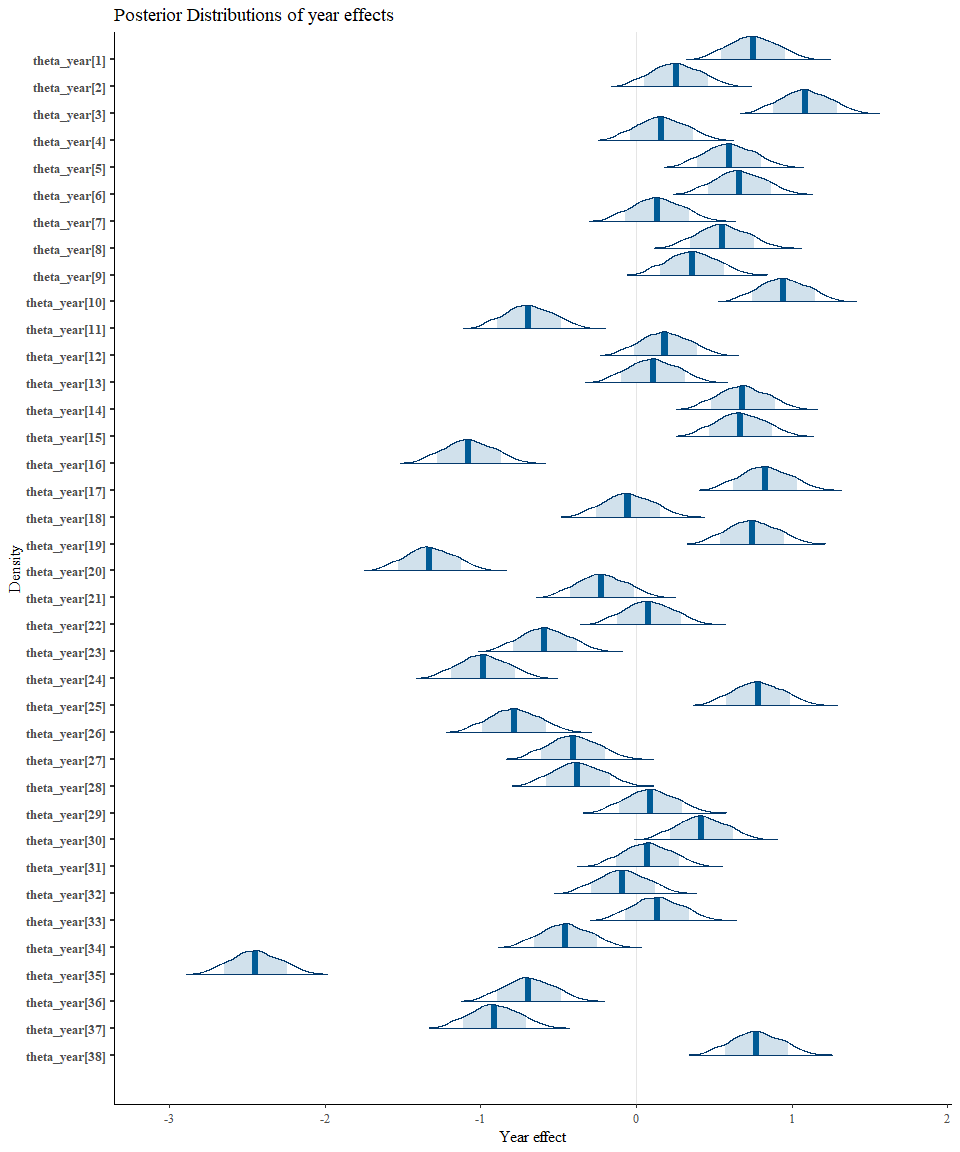 Posterior Distributions of year effects
theta_year[1]
theta_year[2]
theta_year[3]
theta_year[4]
theta_year[5]
theta_year[6]
theta_year[7]
theta_year[8]
theta_year[9]
theta_year[10]
theta_year[11]
theta_year[12]
theta_year[13]
theta_year[14]
theta_year[15]
theta_year[16]
theta_year[17]
theta_year[18]
theta_year[19]
theta_year[20]
theta_year[21]
theta_year[22]
theta_year[23]
theta_year[24]
theta_year[25]
theta_year[26]
theta_year[27]
theta_year[28]
theta_year[29]
theta_year[30]
theta_year[31]
theta_year[32]
theta_year[33]
theta_year[34]
theta_year[35]
theta_year[36]
theta_year[37]
theta_year[38]
Density
-3 -2 -1 0 1 2
Year effect